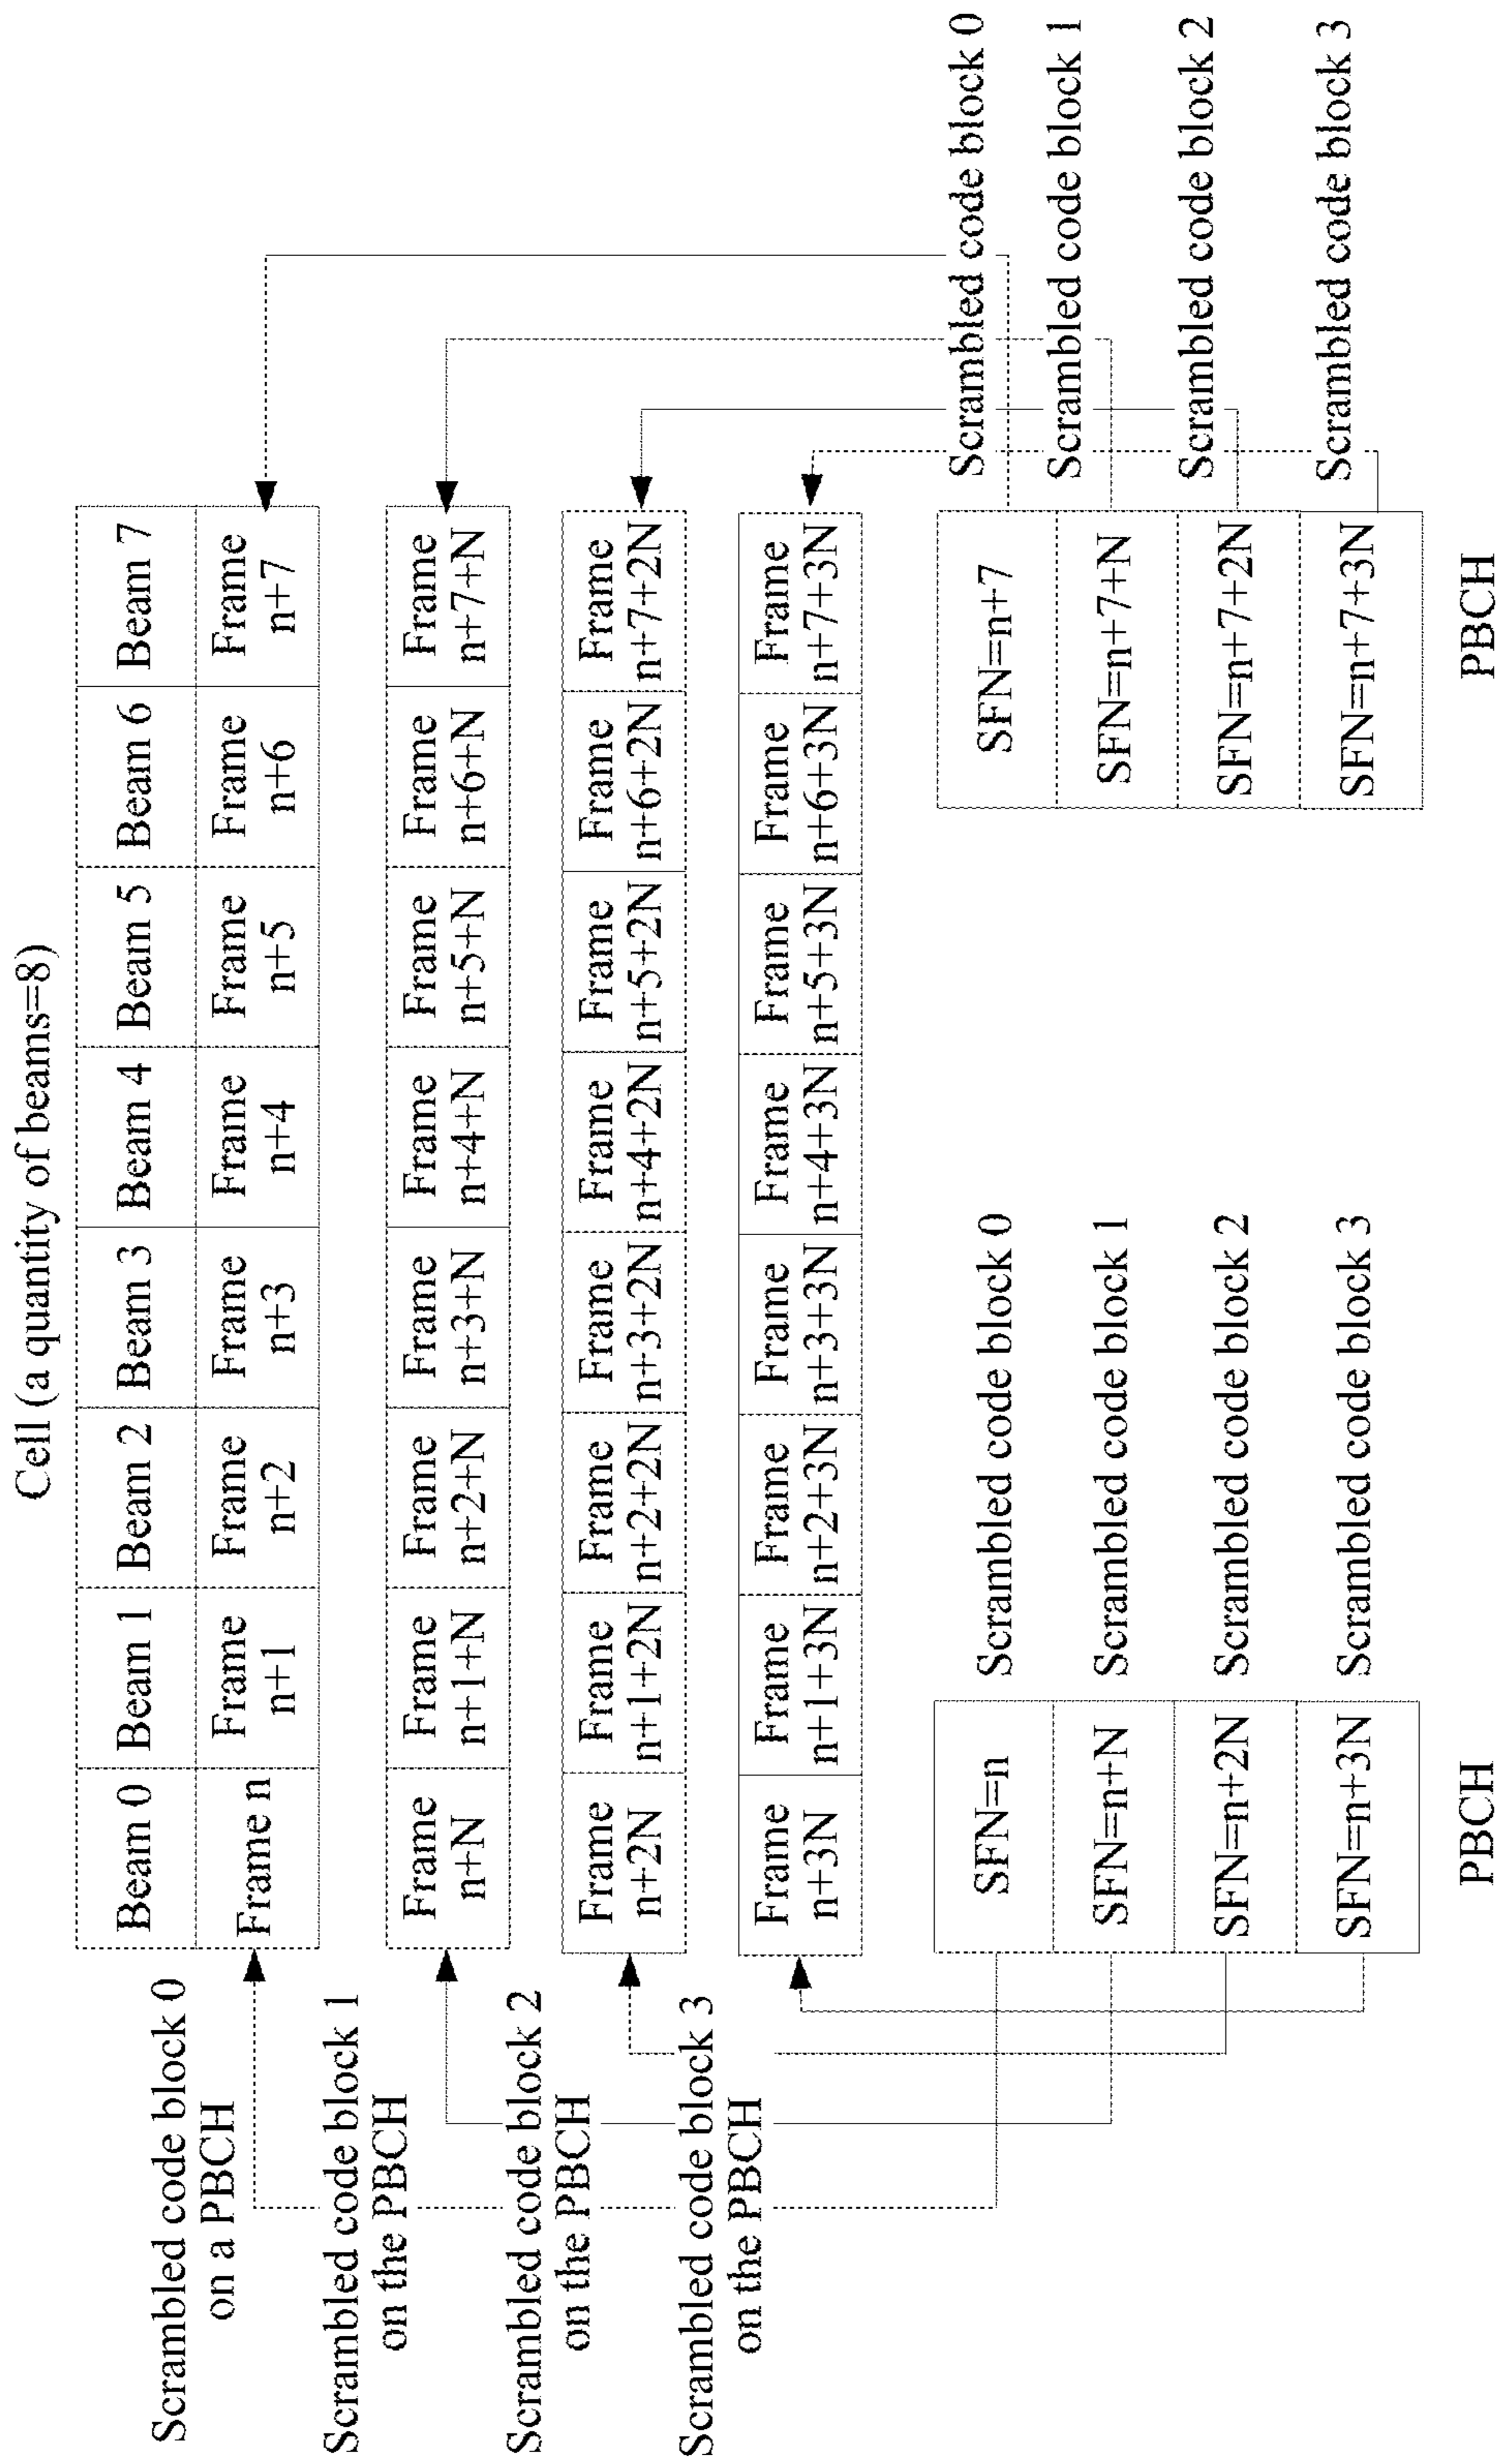 Cell (a quantity of beams=8)
Beam 0
Beam 1
Beam 2
Beam 3
Beam 4
Beam 5
Beam 6
Beam 7
Scrambled code block 0
on a PBCH
Frame n
Frame
n+1
Frame
n+2
Frame
n+3
Frame
n+4
Frame
n+5
Frame
n+6
Frame
n+7
Scrambled code block 1
on the PBCH
Frame
n+N
Frame
n+1+N
Frame
n+2+N
Frame
n+3+N
Frame
n+4+N
Frame
n+5+N
Frame
n+6+N
Frame
n+7+N
Scrambled code block 2
on the PBCH
Frame
n+2N
Frame
n+1+2N
Frame
n+2+2N
Frame
n+3+2N
Frame
n+4+2N
Frame
n+5+2N
Frame
n+6+2N
Frame
n+7+2N
Scrambled code block 3
on the PBCH
Frame
n+3N
Frame
n+1+3N
Frame
n+2+3N
Frame
n+3+3N
Frame
n+4+3N
Frame
n+5+3N
Frame
n+6+3N
Frame
n+7+3N
SFN=n
Scrambled code block 0
SFN=n+N
Scrambled code block 1
SFN=n+2N
Scrambled code block 2
SFN=n+3N
Scrambled code block 3
PBCH
SFN=n+7
Scrambled code block 0
SFN=n+7+N
Scrambled code block 1
SFN=n+7+2N
Scrambled code block 2
SFN=n+7+3N
Scrambled code block 3
PBCH